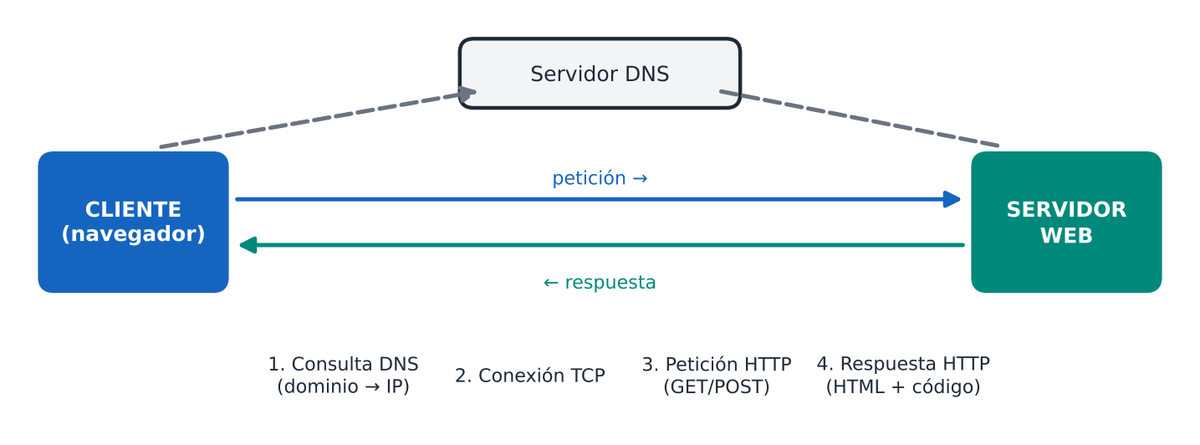 Servidor DNS
petición →
CLIENTE
(navegador)
SERVIDOR
WEB
← respuesta
1. Consulta DNS
(dominio → IP)
2. Conexión TCP
3. Petición HTTP
(GET/POST)
4. Respuesta HTTP
(HTML + código)